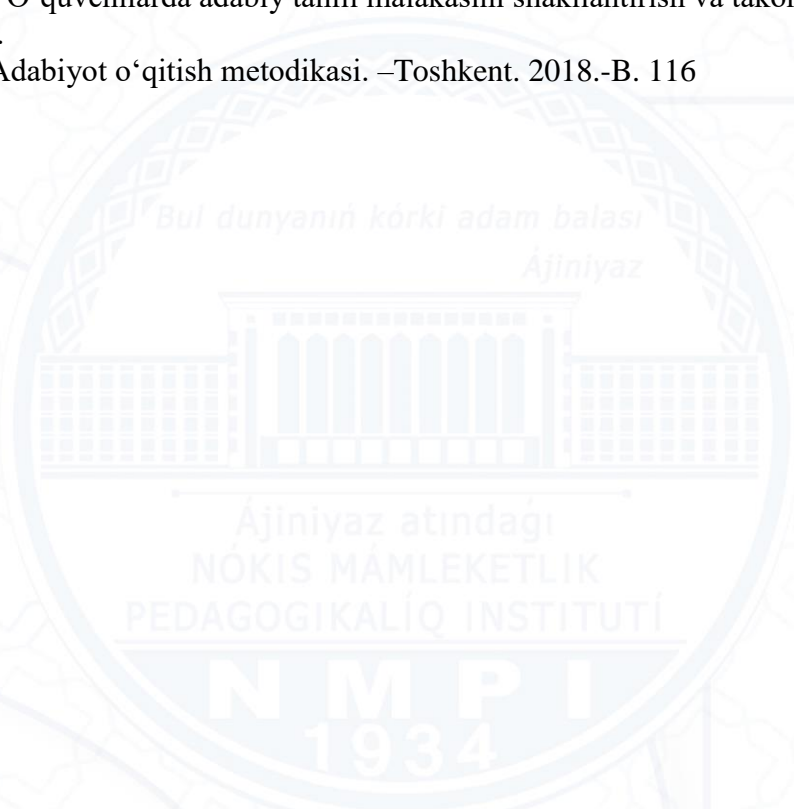 O‘quvchilarda adabiy tahlil malakasini shakllantirish va
.
Adabiyot o‘qitish metodikasi. –Toshkent. 2018.-B. 116
Bul dunyanıń kórki adam balası
Ájiniyaz
Ájiniyaz atındaǵı
NÓKIS MÁMLEKETLIK
PEDAGOGIKALÍQ INSTITUTÍ
NMPI
1934